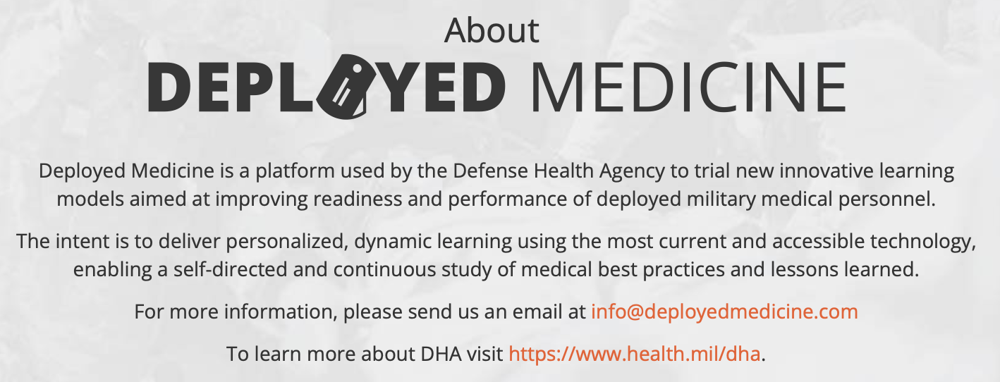 About
DEPLOYED MEDICINE
Deployed Medicine is a platform used by the Defense Health Agency to trial new innovative learning
models aimed at improving readiness and performance of deployed military medical personnel.
The intent is to deliver personalized, dynamic learning using the most current and accessible technology,
enabling a self-directed and continuous study of medical best practices and lessons learned.
For more information, please send us an email at info@deployedmedicine.com
To learn more about DHA visit https://www.health.mil/dha.